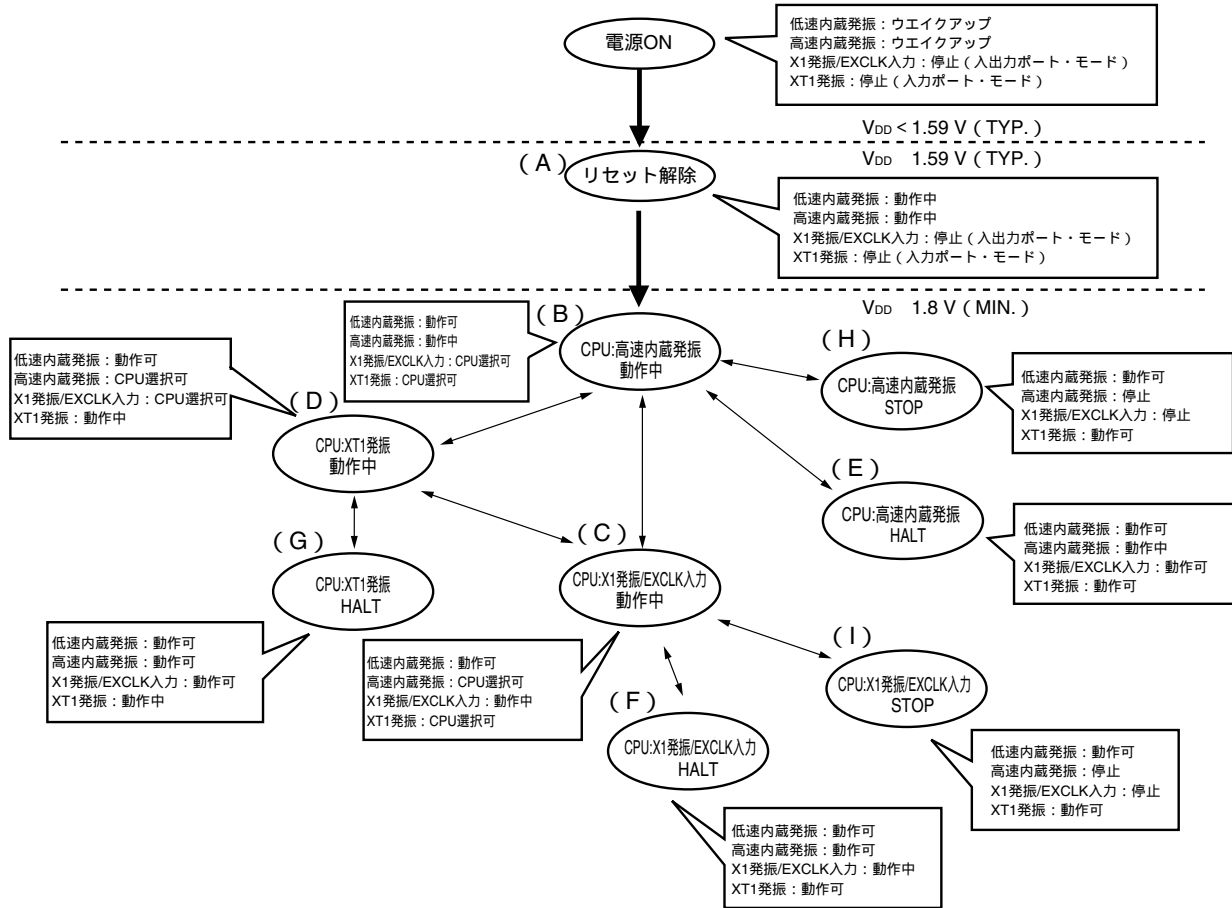 電源ON
低速内蔵発振：ウエイクアップ
高速内蔵発振：ウエイクアップ
X1発振/EXCLK入力：停止（入出力ポート・モード）
XT1発振：停止（入力ポート・モード）
VDD＜1.59 V（TYP.）
VDD　1.59 V（TYP.）
（A）
リセット解除
低速内蔵発振：動作中
高速内蔵発振：動作中
X1発振/EXCLK入力：停止（入出力ポート・モード）
XT1発振：停止（入力ポート・モード）
VDD　1.8 V（MIN.）
（B）
CPU:高速内蔵発振
動作中
低速内蔵発振：動作可
高速内蔵発振：動作中
X1発振/EXCLK入力：CPU選択可
XT1発振：CPU選択可
（H）
CPU:高速内蔵発振
STOP
低速内蔵発振：動作可
高速内蔵発振：停止
X1発振/EXCLK入力：停止
XT1発振：動作可
低速内蔵発振：動作可
高速内蔵発振：CPU選択可
X1発振/EXCLK入力：CPU選択可
XT1発振：動作中
（D）
CPU:XT1発振
動作中
（E）
CPU:高速内蔵発振
HALT
低速内蔵発振：動作可
高速内蔵発振：動作中
X1発振/EXCLK入力：動作可
XT1発振：動作可
（G）
CPU:XT1発振
HALT
低速内蔵発振：動作可
高速内蔵発振：動作可
X1発振/EXCLK入力：動作可
XT1発振：動作中
（C）
CPU:X1発振/EXCLK入力
動作中
低速内蔵発振：動作可
高速内蔵発振：CPU選択可
X1発振/EXCLK入力：動作中
XT1発振：CPU選択可
（I）
CPU:X1発振/EXCLK入力
STOP
低速内蔵発振：動作可
高速内蔵発振：停止
X1発振/EXCLK入力：停止
XT1発振：動作可
（F）
CPU:X1発振/EXCLK入力
HALT
低速内蔵発振：動作可
高速内蔵発振：動作可
X1発振/EXCLK入力：動作中
XT1発振：動作可